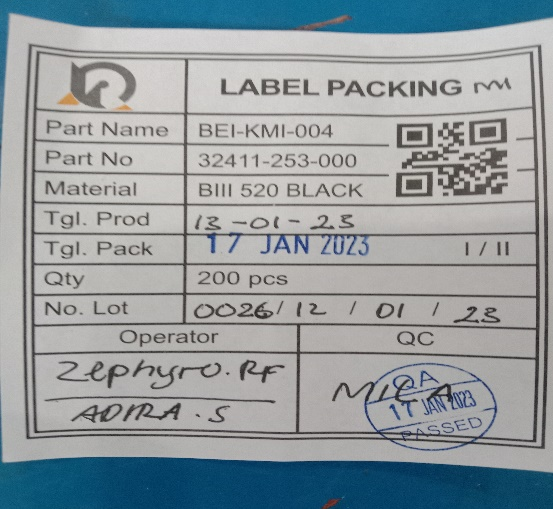 LABEL PACKING
Part Name BEI-KMI-004
Part No 32411-253-000
Material BIII 520 BLACK
Tgl. Prod 13-01-23
Tgl. Pack 17 JAN 2023 I / II
Qty 200 pcs
No. Lot 0026/ 12 / 01 / 23
Operator QC
Zephyro.RF
ADIRA.S
MILA
QA
17 JAN 2023
PASSED